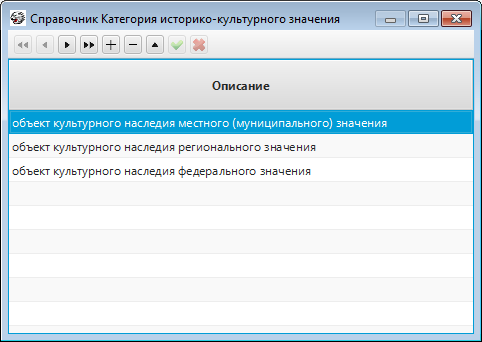 Справочник Категория историко-культурного значения
Описание
объект культурного наследия местного (муниципального) значения
объект культурного наследия регионального значения
объект культурного наследия федерального значения